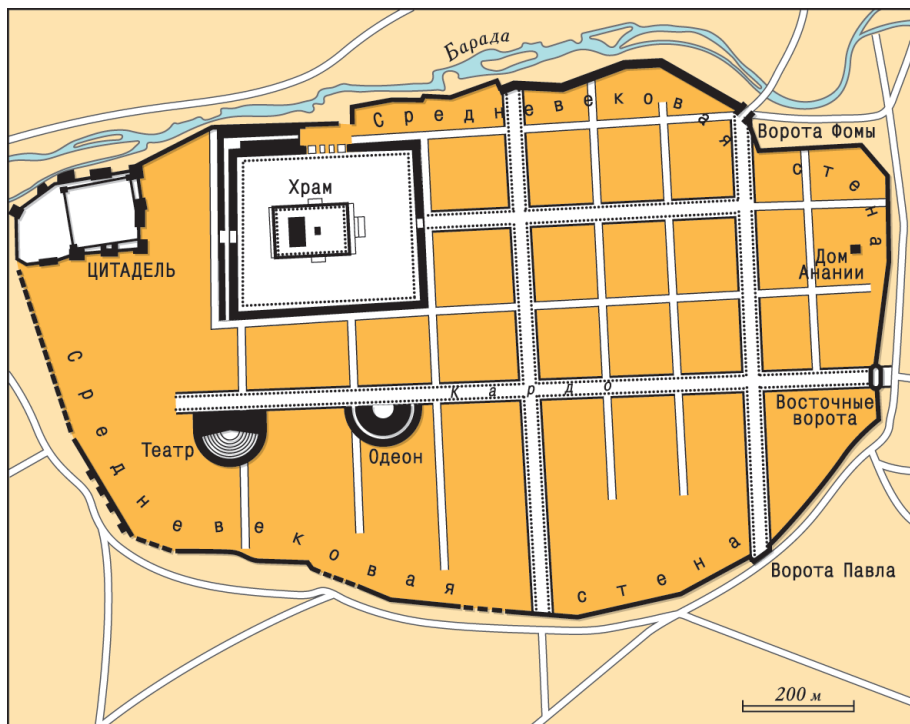 Барада
Средневековая стена
Ворота Фомы
Храм
ЦИТАДЕЛЬ
Дом
Анании
Кардо
Восточные
ворота
Театр
Одеон
Средневековая стена
Ворота Павла
200 м